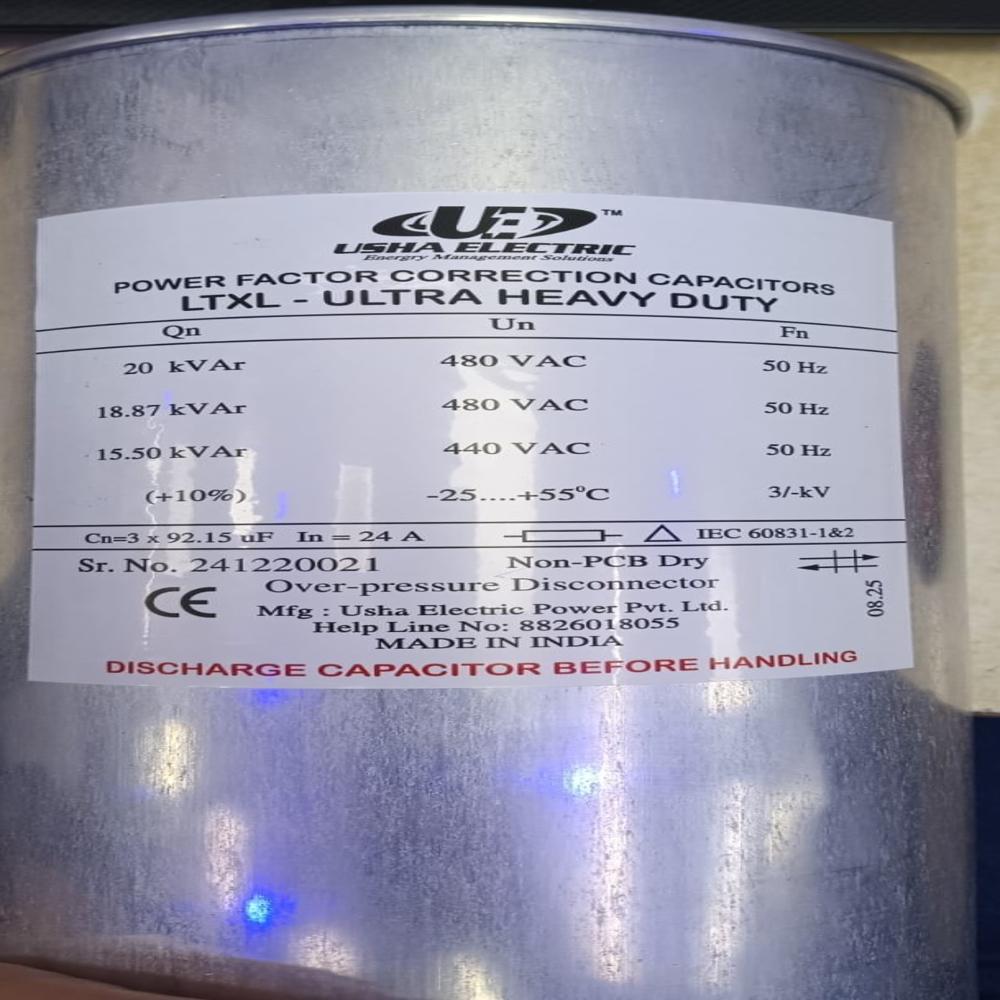 UE TM
USHA ELECTRIC
Energry Management Solutions
POWER FACTOR CORRECTION CAPACITORS
LTXL - ULTRA HEAVY DUTY
Qn Un Fn
20 kVAr 480 VAC 50 Hz
18.87 kVAr 480 VAC 50 Hz
15.50 kVAr 440 VAC 50 Hz
(+10%) -25....+55°C 3/-kV
Cn=3 x 92.15 uF In = 24 A IEC 60831-1&2
Sr. No. 241220021 Non-PCB Dry
Over-pressure Disconnector
CE Mfg : Usha Electric Power Pvt. Ltd.
Help Line No: 8826018055
08.25
MADE IN INDIA
DISCHARGE CAPACITOR BEFORE HANDLING